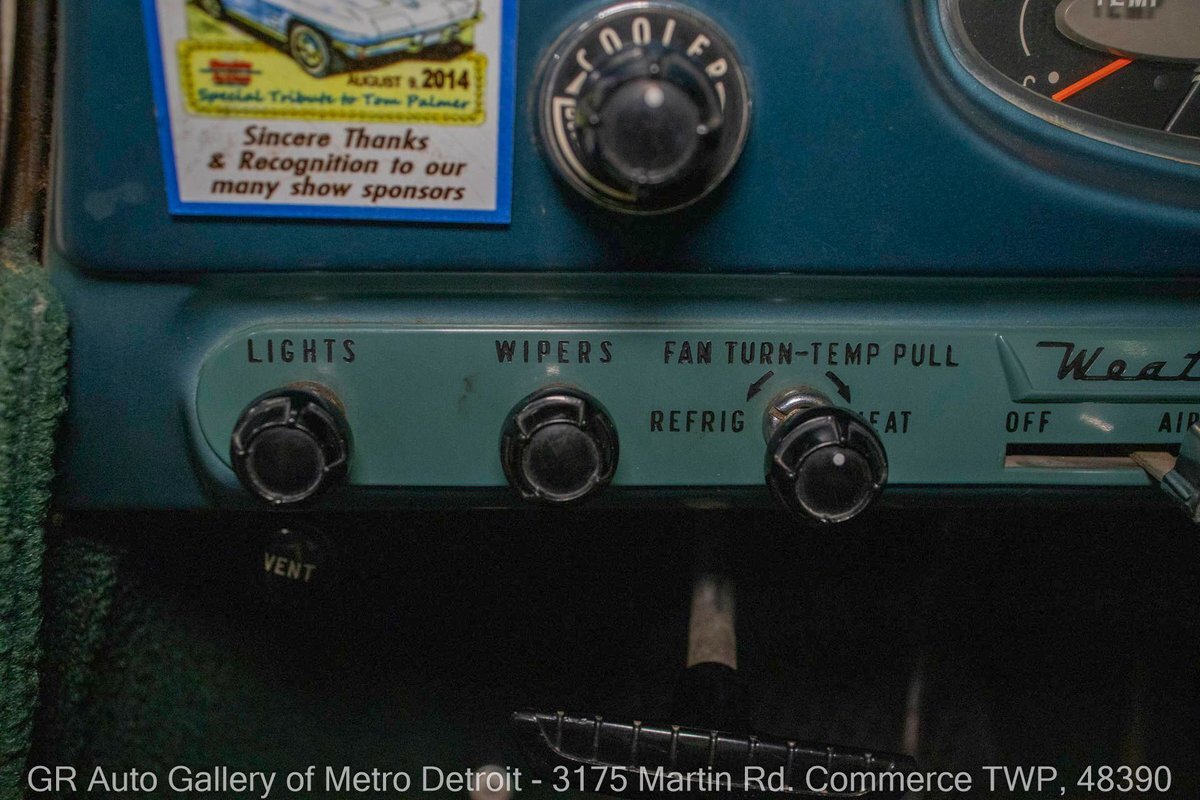 TEMP
AUGUST 9, 2014
Special Tribute to Tom Palmer
Sincere Thanks
& Recognition to our
many show sponsors
COOLER
C
LIGHTS
WIPERS
FAN TURN-TEMP PULL
REFRIG
OFF
AIR
VENT
GR Auto Gallery of Metro Detroit - 3175 Martin Rd. Commerce TWP, 48390